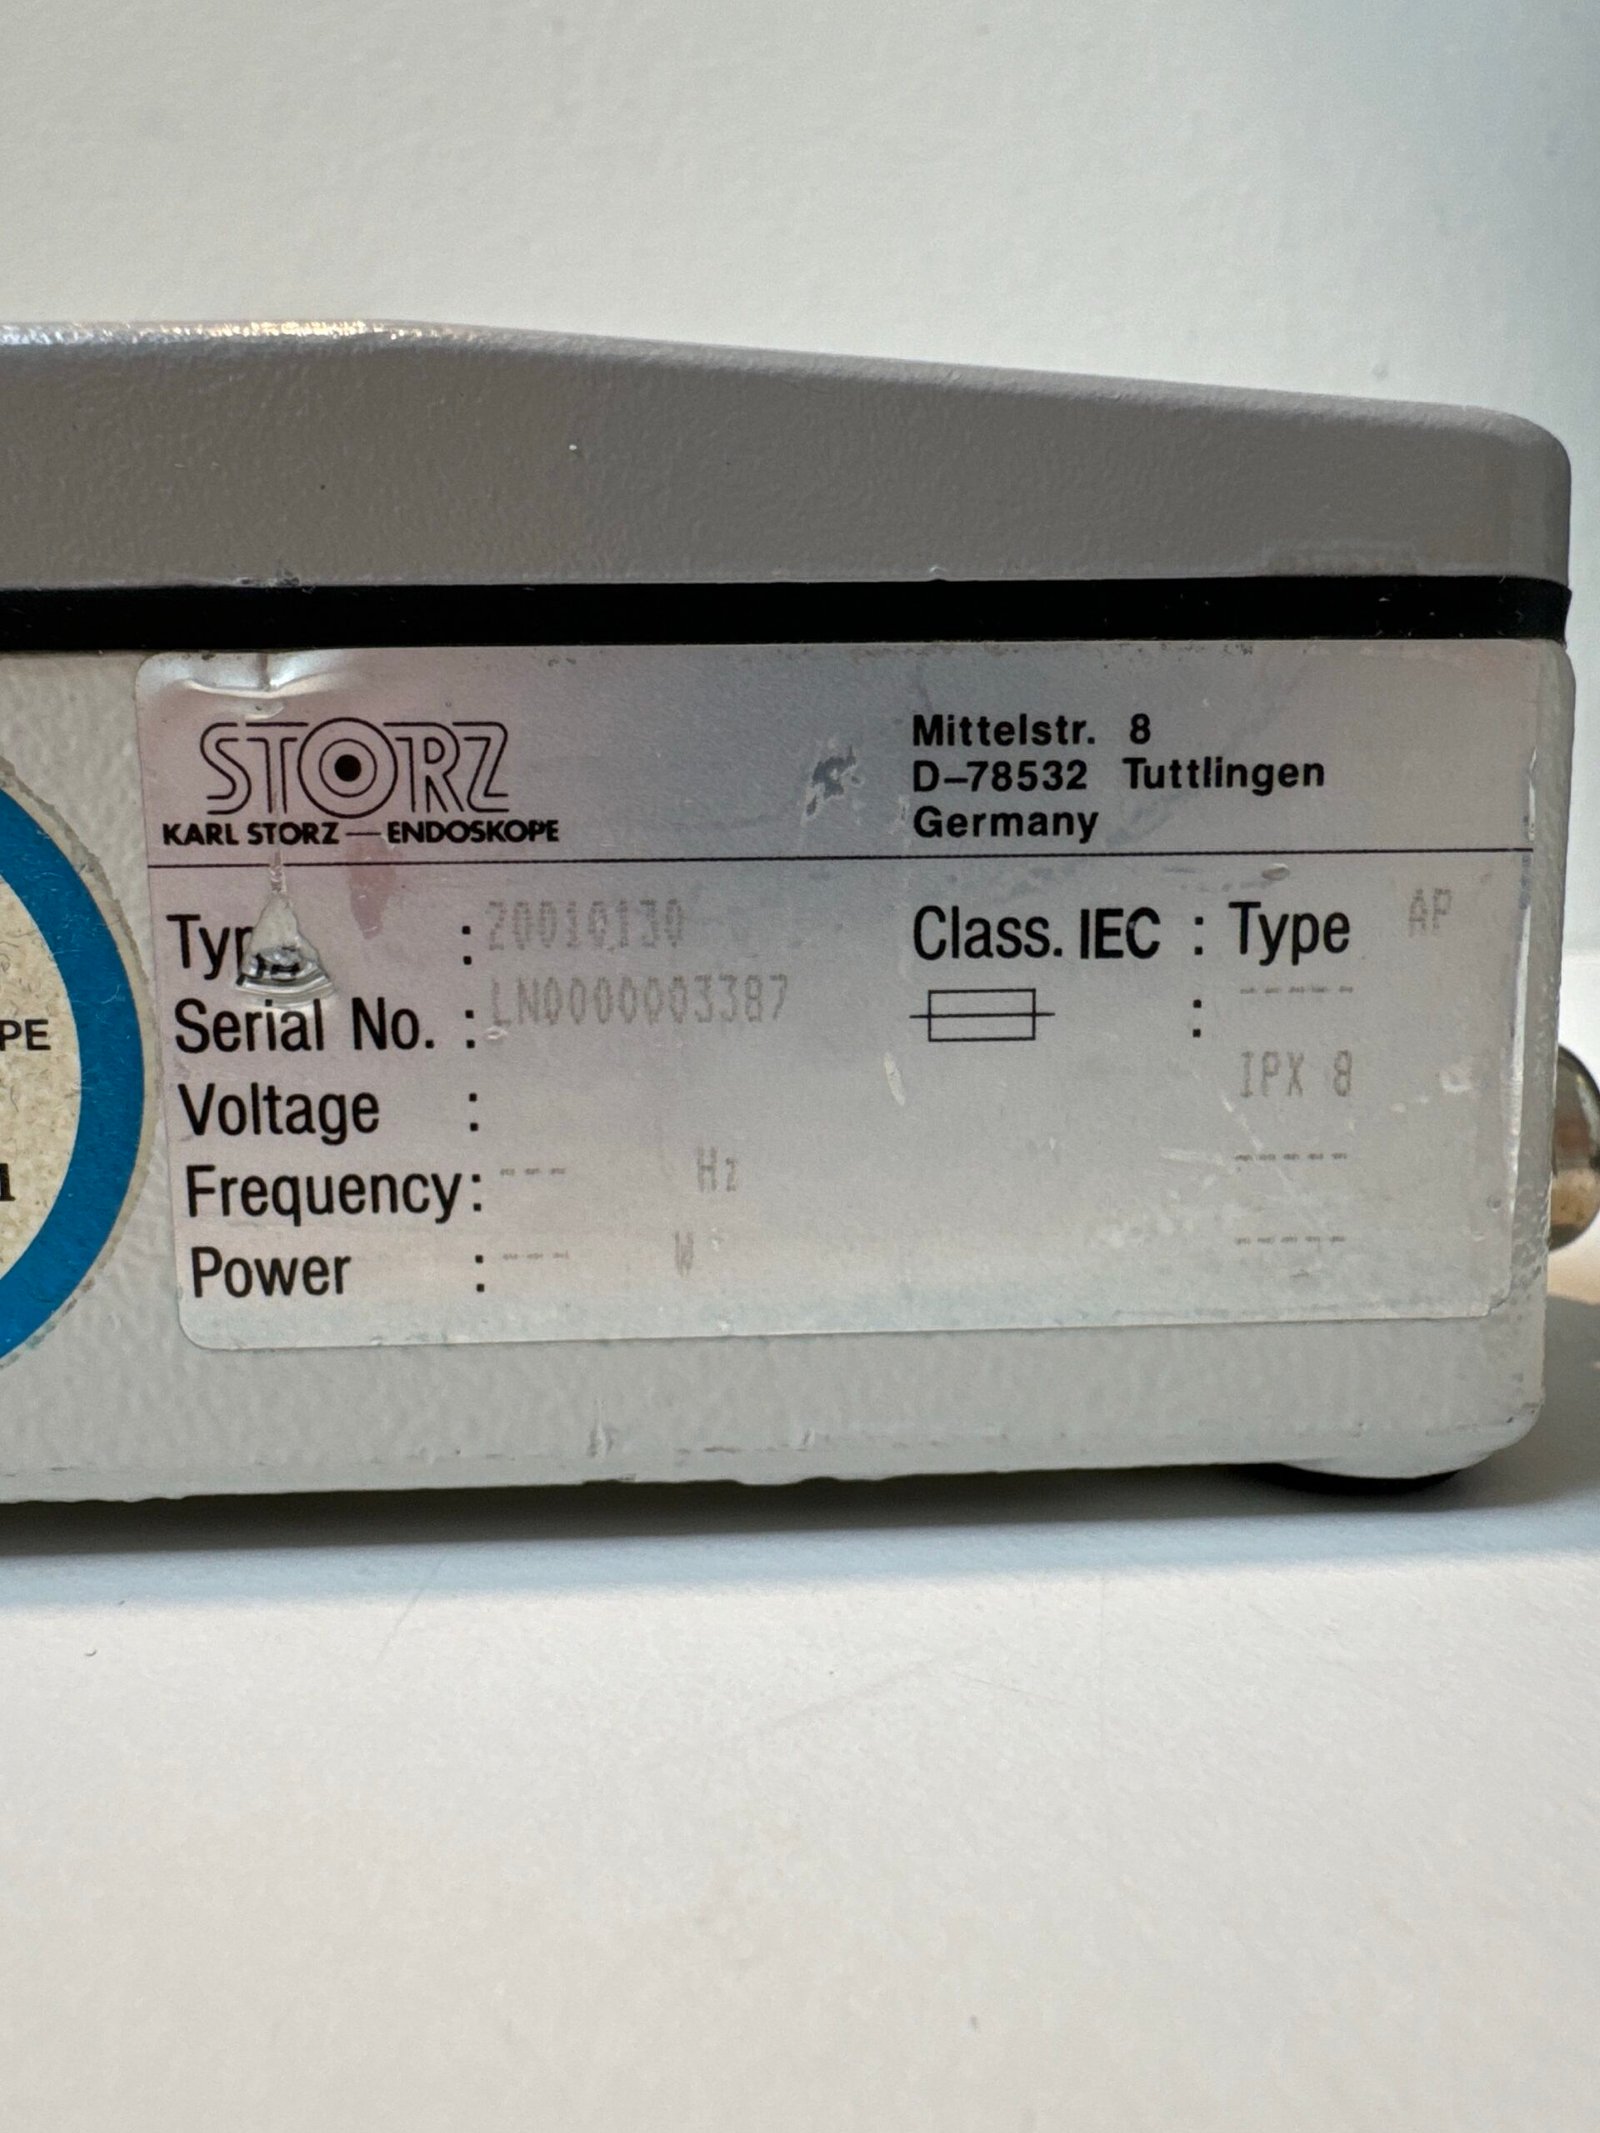 STORZ
KARL STORZ — ENDOSKOPE
Mittelstr. 8
D-78532 Tuttlingen
Germany
Typ : 20010130
Serial No. : LN0000003387
Voltage :
Frequency: --- Hz
Power : --- W
Class. IEC : Type AP
: -----
IPX 8
-----
-----
PE
1